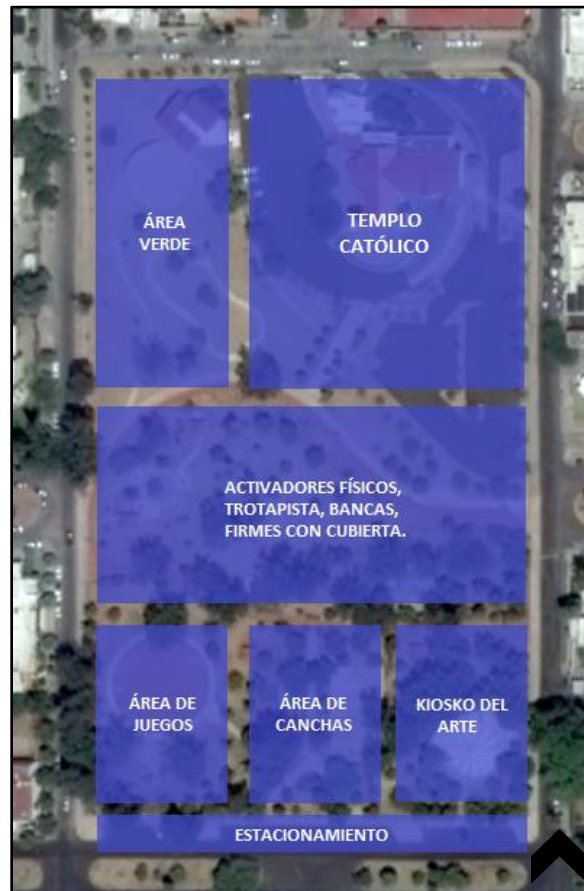 ÁREA
VERDE
TEMPLO
CATÓLICO
ACTIVADORES FÍSICOS,
TROTAPISTA, BANCAS,
FIRMES CON CUBIERTA.
ÁREA DE
JUEGOS
ÁREA DE
CANCHAS
KIOSKO DEL
ARTE
ESTACIONAMIENTO